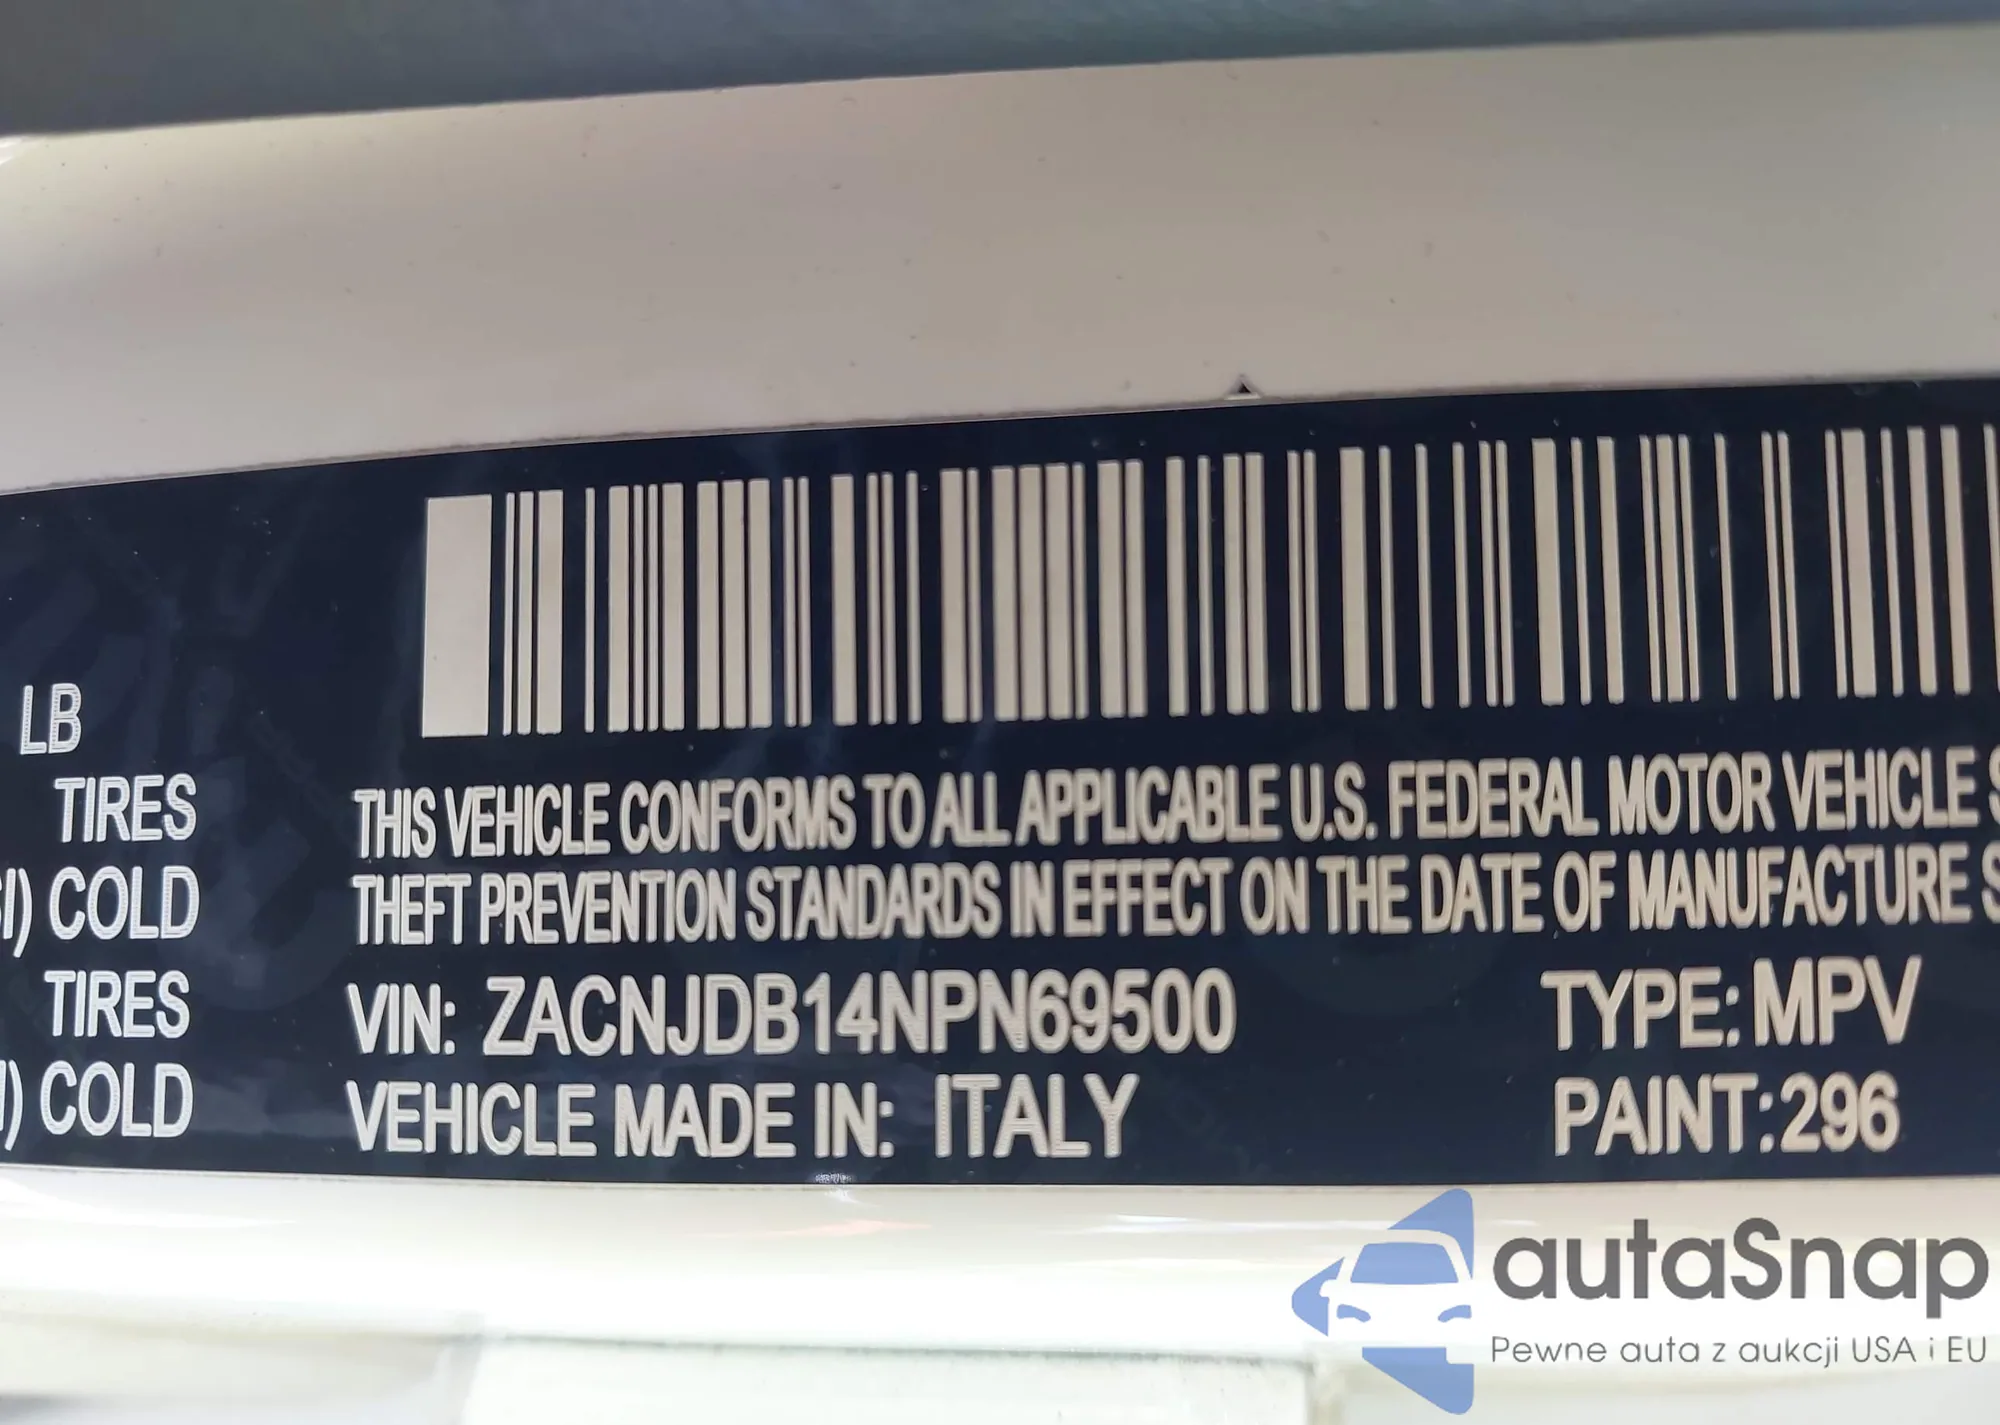 LB
TIRES
SI) COLD
TIRES
I) COLD
THIS VEHICLE CONFORMS TO ALL APPLICABLE U.S. FEDERAL MOTOR VEHICLE S
THEFT PREVENTION STANDARDS IN EFFECT ON THE DATE OF MANUFACTURE S
VIN: ZACNJDB14NPN69500 TYPE: MPV
VEHICLE MADE IN: ITALY PAINT:296
autaSnap
Pewne auta z aukcji USA i EU